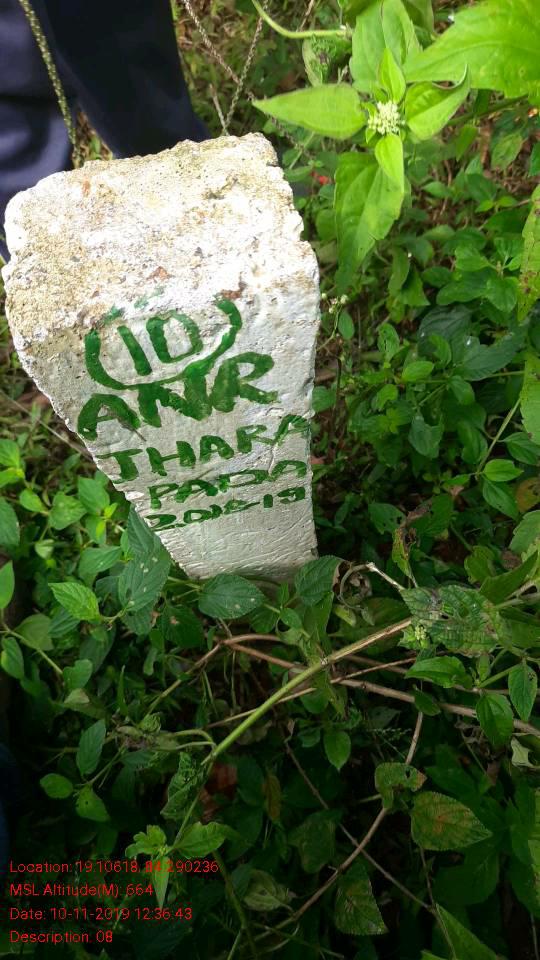 (10)
ANR
JHARA
PADA
2018-19
Location: 19.10618, 84.290236
MSL Altitude(M): 664
Date: 10-11-2019 12:36:43
Description: 08